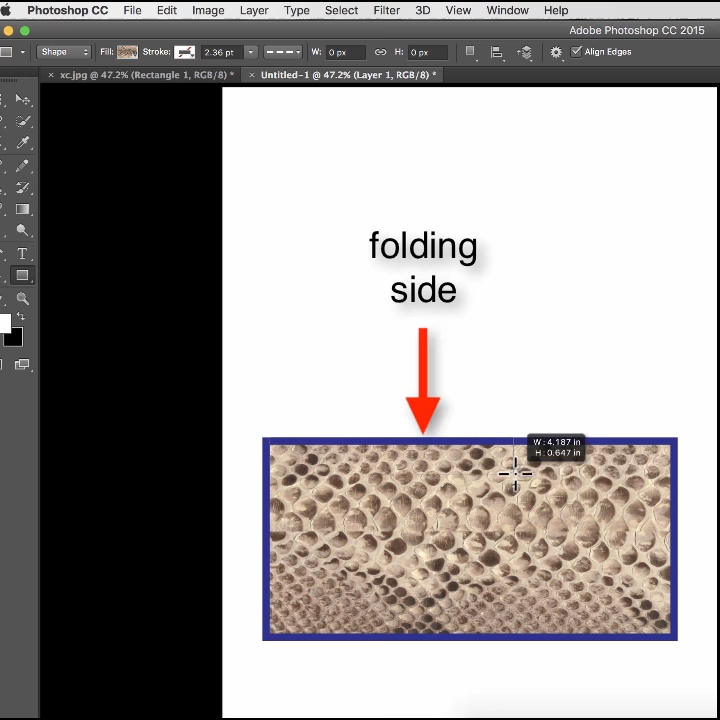 Photoshop CC File Edit Image Layer Type Select Filter 3D View Window Help
Adobe Photoshop CC 2015
Shape Fill: Stroke: 2.36 pt W: 0 px H: 0 px Align Edges
× xc.jpg @ 47.2% (Rectangle 1, RGB/8) * × Untitled-1 @ 47.2% (Layer 1, RGB/8) *
T
folding
side
W: 4.187 in
H: 0.647 in